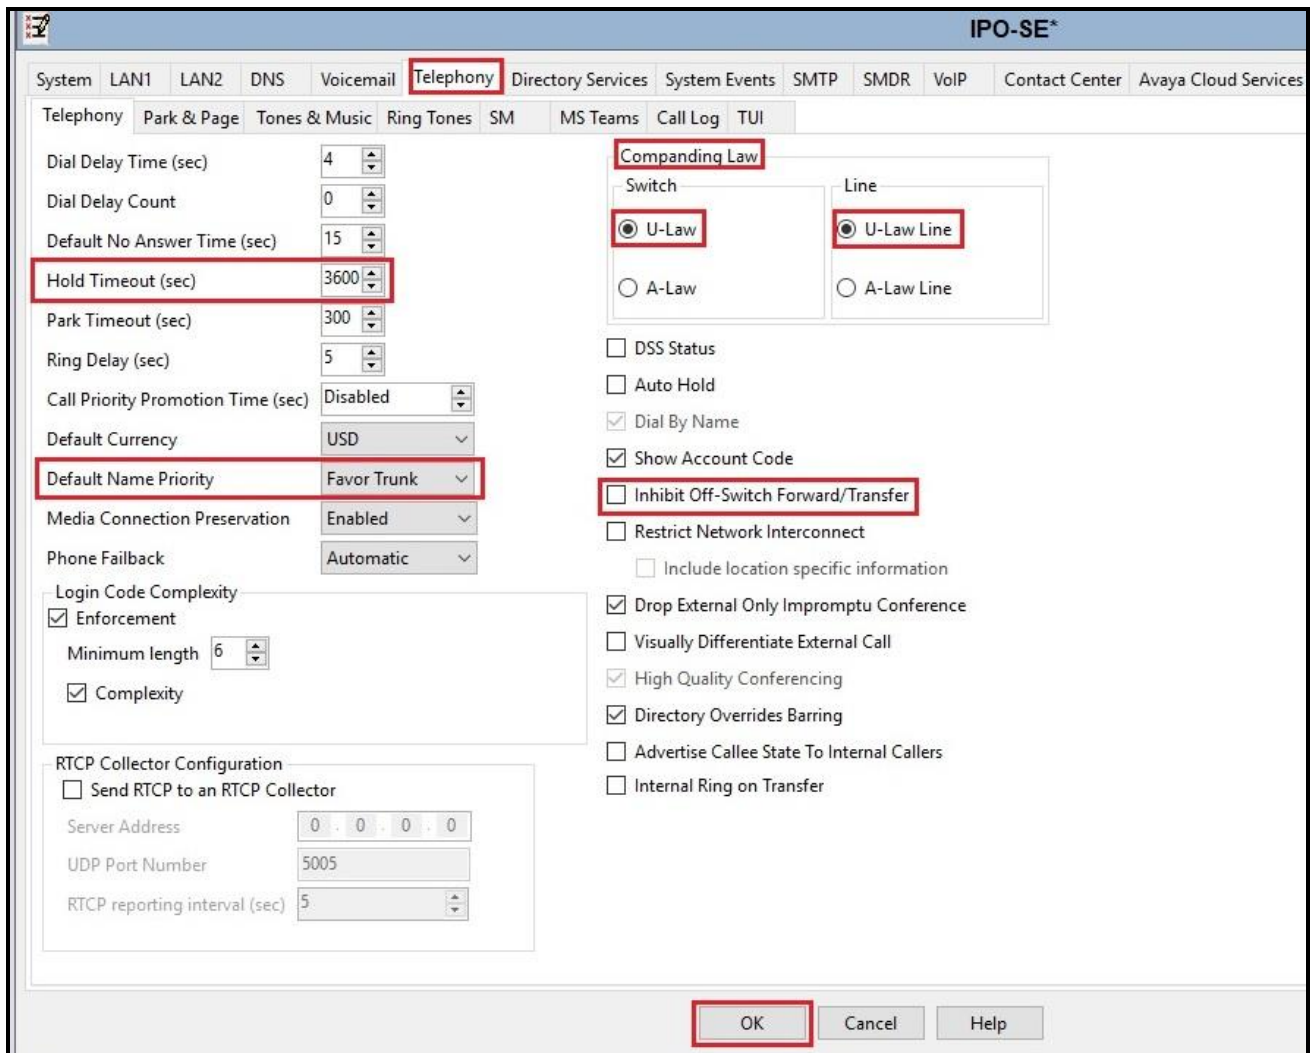 IPO-SE*
System LAN1 LAN2 DNS Voicemail Telephony Directory Services System Events SMTP SMDR VoIP Contact Center Avaya Cloud Services
Telephony Park & Page Tones & Music Ring Tones SM MS Teams Call Log TUI
Dial Delay Time (sec) 4
Dial Delay Count 0
Default No Answer Time (sec) 15
Hold Timeout (sec) 3600
Park Timeout (sec) 300
Ring Delay (sec) 5
Call Priority Promotion Time (sec) Disabled
Default Currency USD
Default Name Priority Favor Trunk
Media Connection Preservation Enabled
Phone Failback Automatic
Login Code Complexity
Enforcement
Minimum length 6
Complexity
RTCP Collector Configuration
Send RTCP to an RTCP Collector
Server Address 0 . 0 . 0 . 0
UDP Port Number 5005
RTCP reporting interval (sec) 5
Companding Law
Switch Line
U-Law U-Law Line
A-Law A-Law Line
DSS Status
Auto Hold
Dial By Name
Show Account Code
Inhibit Off-Switch Forward/Transfer
Restrict Network Interconnect
Include location specific information
Drop External Only Impromptu Conference
Visually Differentiate External Call
High Quality Conferencing
Directory Overrides Barring
Advertise Callee State To Internal Callers
Internal Ring on Transfer
OK Cancel Help